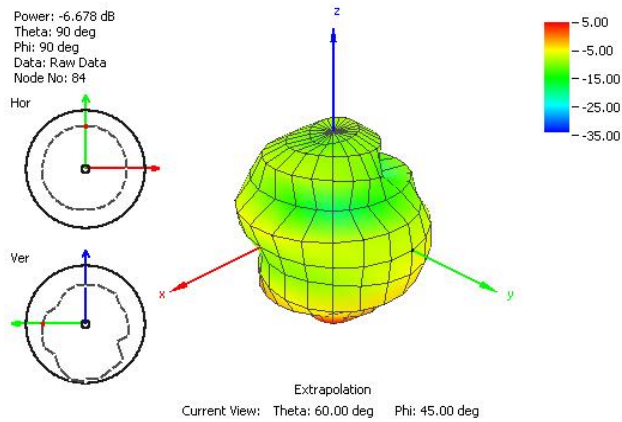 Power: -6.678 dB
Theta: 90 deg
Phi: 90 deg
Data: Raw Data
Node No: 84
Hor
Ver
z
x
y
5.00
-5.00
-15.00
-25.00
-35.00
Extrapolation
Current View: Theta: 60.00 deg Phi: 45.00 deg